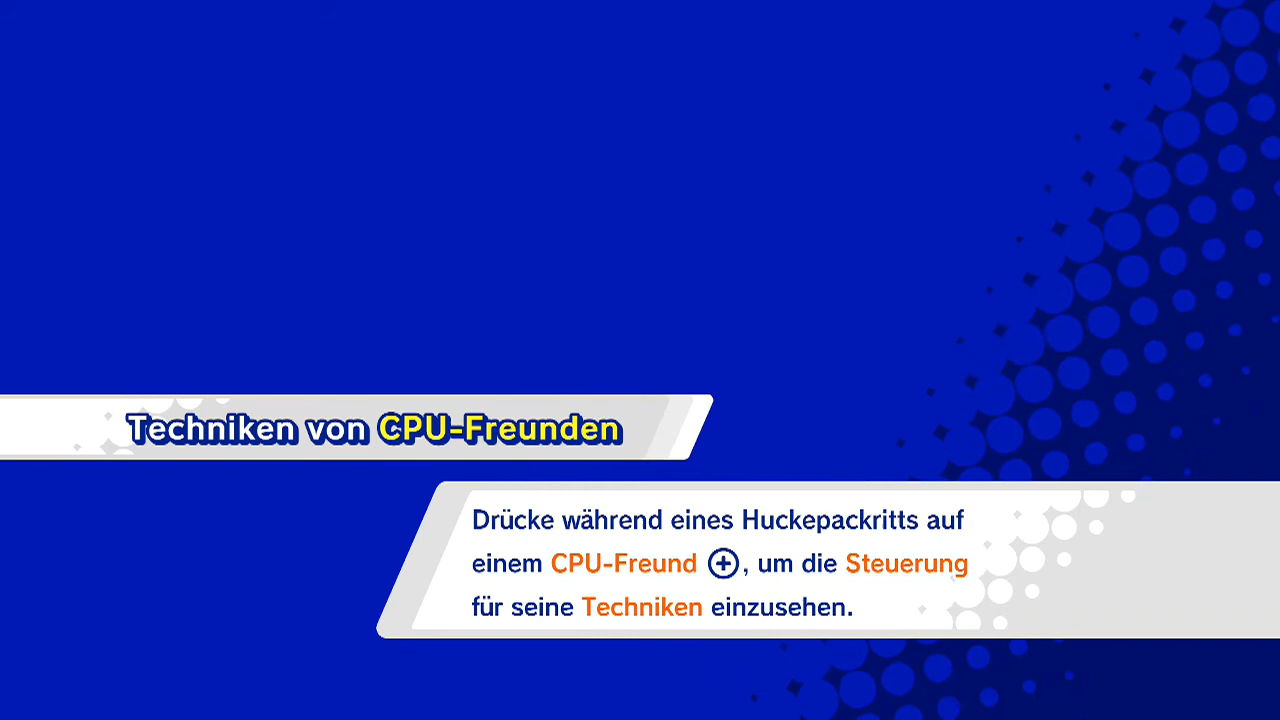 Techniken von CPU-Freunden
Drücke während eines Huckepackritts auf
einem CPU-Freund ⊕, um die Steuerung
für seine Techniken einzusehen.